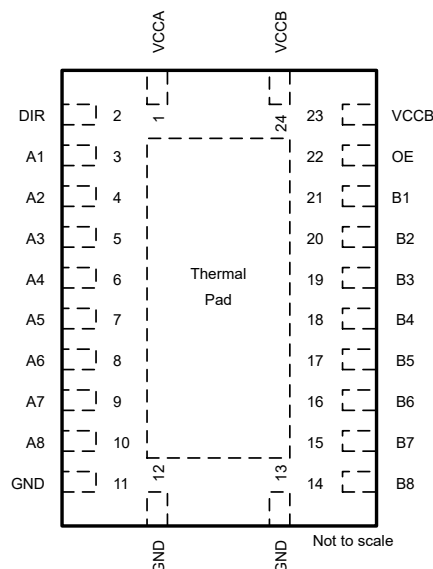 VCCA VCCB
1 24
DIR 2 23 VCCB
A1 3 22 OE
A2 4 21 B1
A3 5 20 B2
A4 6 19 B3
A5 7 18 B4
A6 8 17 B5
A7 9 16 B6
A8 10 15 B7
GND 11 14 B8
Thermal
Pad
12 13
GND GND
Not to scale